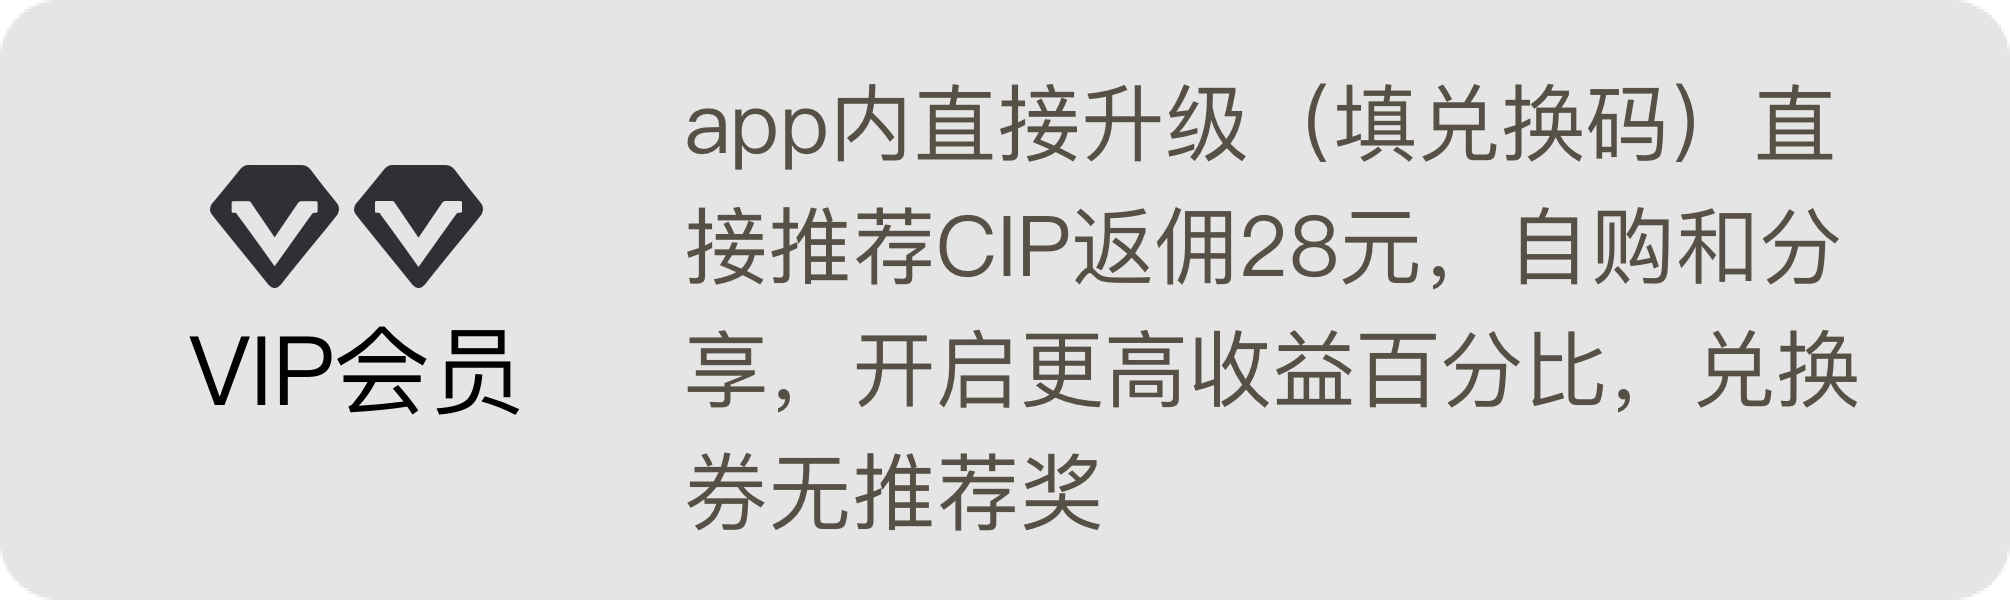 VIP会员
app内直接升级（填兑换码）直
接推荐CIP返佣28元，自购和分
享，开启更高收益百分比，兑换
券无推荐奖